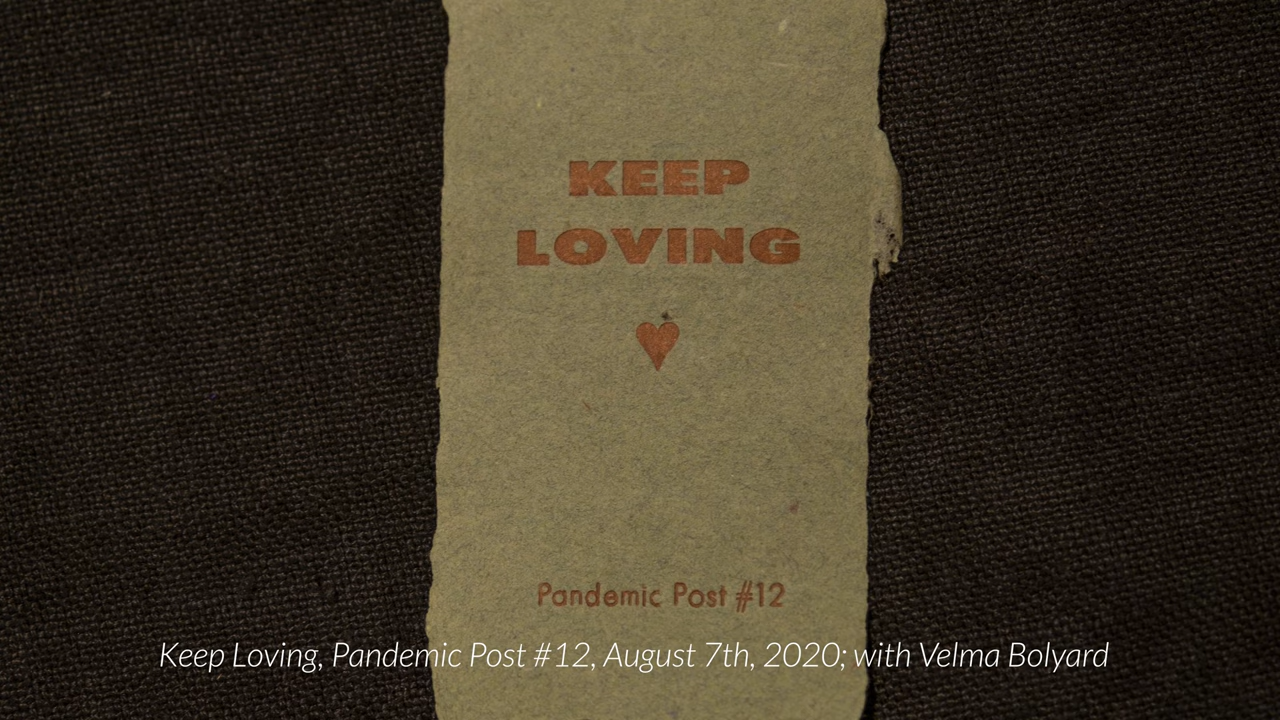 KEEP
LOVING
Pandemic Post #12
Keep Loving, Pandemic Post #12, August 7th, 2020; with Velma Bolyard